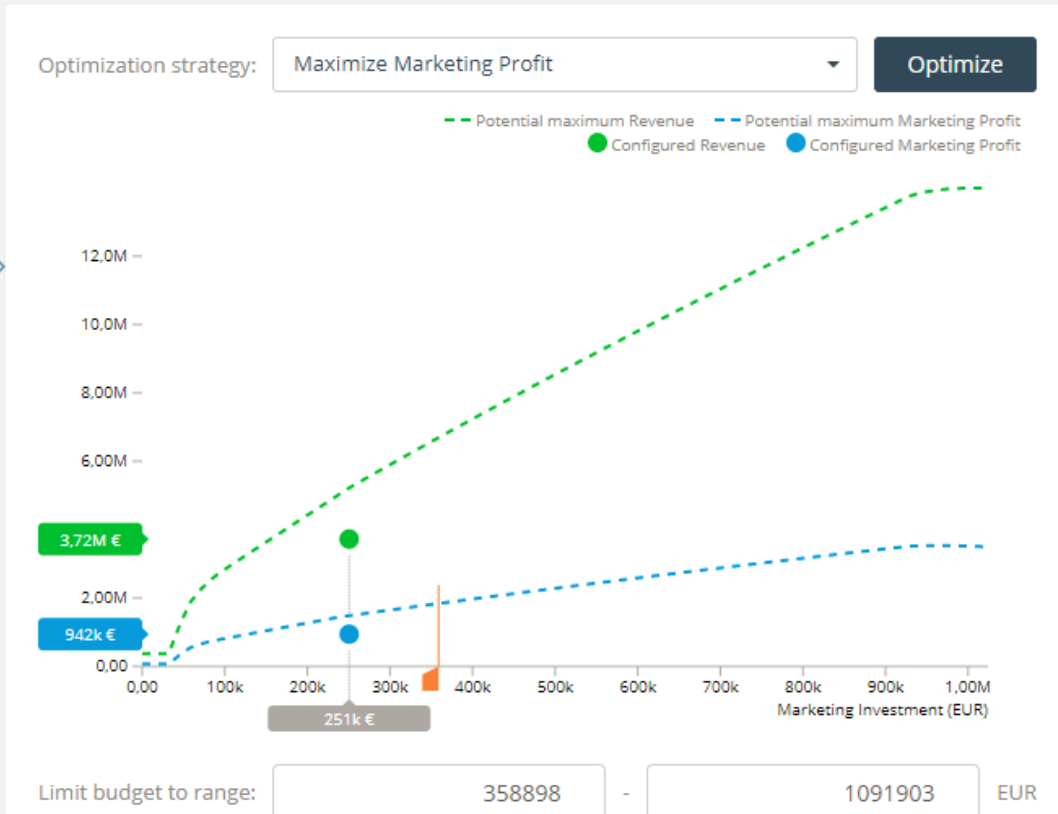 Optimization strategy: Maximize Marketing Profit Optimize
Potential maximum Revenue Potential maximum Marketing Profit
Configured Revenue Configured Marketing Profit
12,0M
10,0M
8,00M
6,00M
3,72M €
2,00M
942k €
0,00
0,00 100k 200k 300k 400k 500k 600k 700k 800k 900k 1,00M
Marketing Investment (EUR)
251k €
Limit budget to range: 358898 - 1091903 EUR